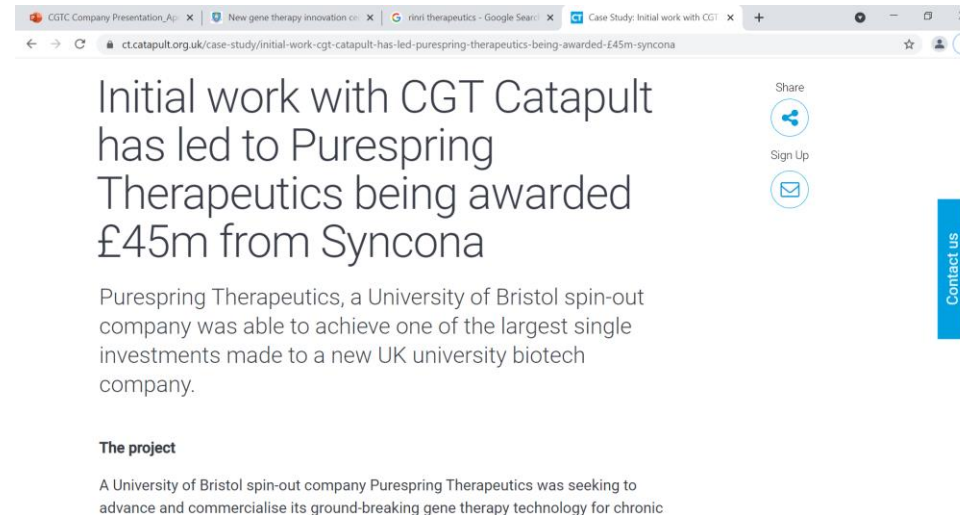 CGTC Company Presentation_Ap
New gene therapy innovation ce
rinri therapeutics - Google Searc
CT Case Study: Initial work with CGT
ct.catapult.org.uk/case-study/initial-work-cgt-catapult-has-led-purespring-therapeutics-being-awarded-£45m-syncona
Initial work with CGT Catapult
has led to Purespring
Therapeutics being awarded
£45m from Syncona
Share
Sign Up
Contact us
Purespring Therapeutics, a University of Bristol spin-out
company was able to achieve one of the largest single
investments made to a new UK university biotech
company.
The project
A University of Bristol spin-out company Purespring Therapeutics was seeking to
advance and commercialise its ground-breaking gene therapy technology for chronic